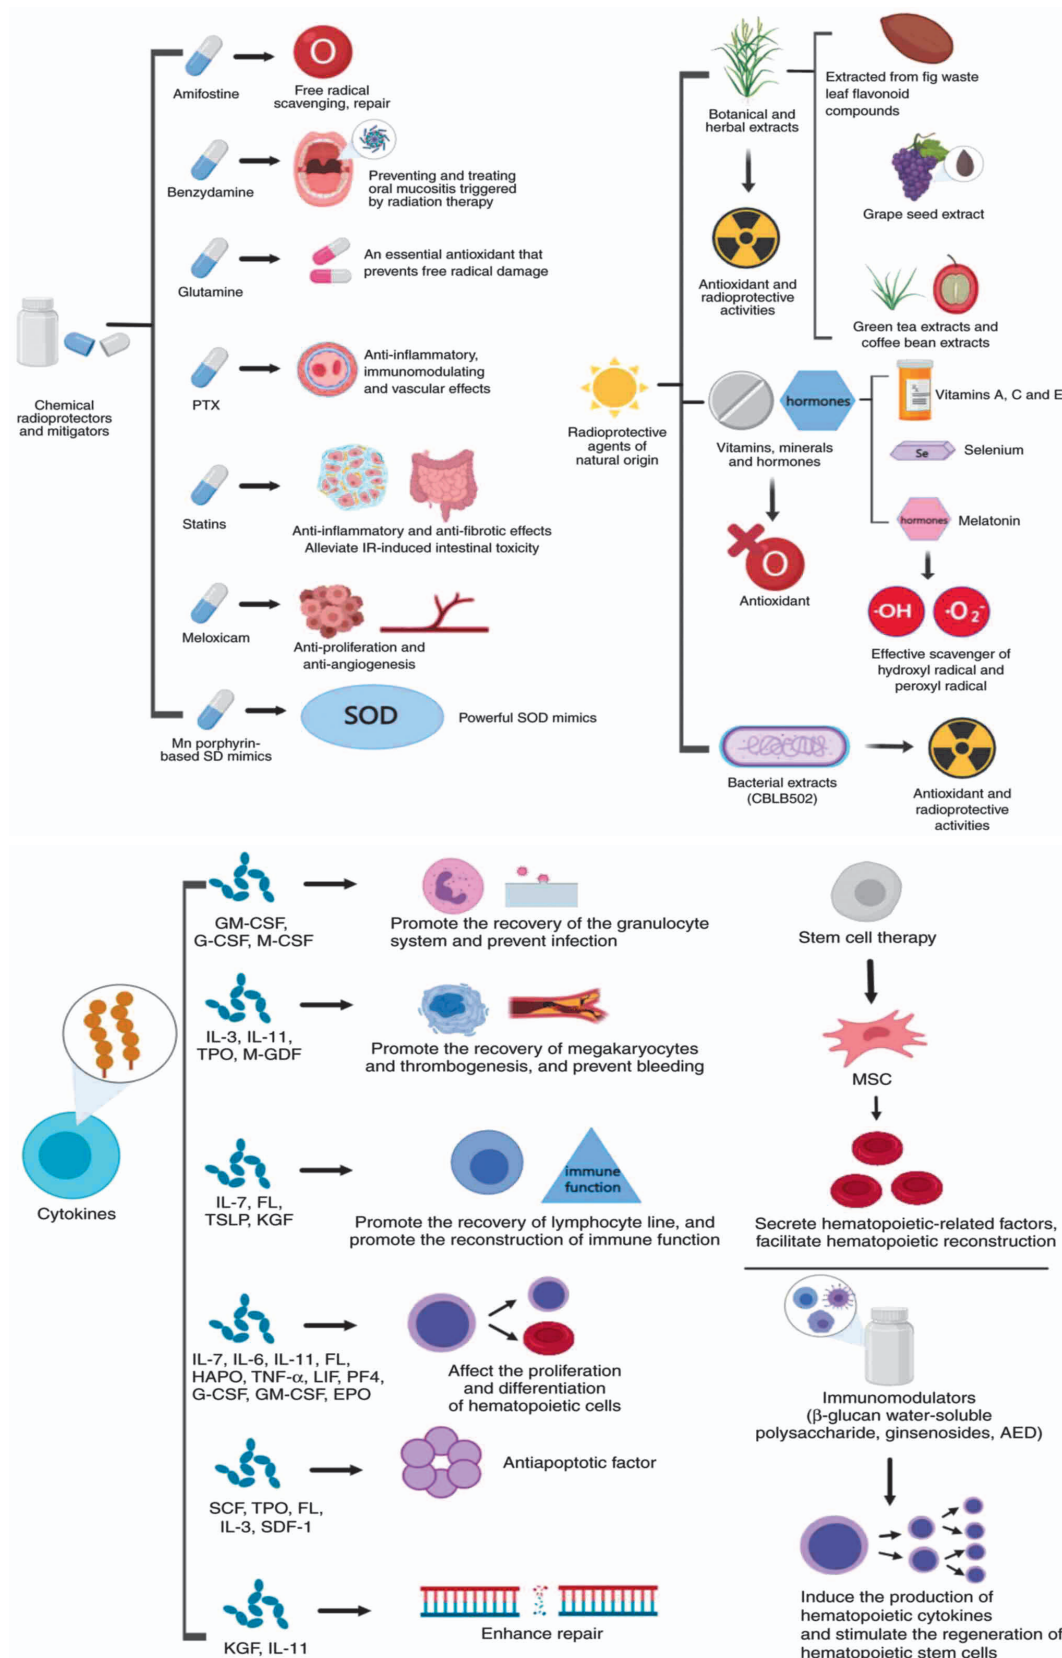 Chemical
radioprotectors
and mitigators
Amifostine
O
Free radical
scavenging, repair
Benzydamine
Preventing and treating
oral mucositis triggered
by radiation therapy
Glutamine
An essential antioxidant that
prevents free radical damage
PTX
Anti-inflammatory,
immunomodulating
and vascular effects
Statins
Anti-inflammatory and anti-fibrotic effects
Alleviate IR-induced intestinal toxicity
Meloxicam
Anti-proliferation and
anti-angiogenesis
Mn porphyrin-
based SD mimics
SOD
Powerful SOD mimics
Radioprotective
agents of
natural origin
Botanical and
herbal extracts
Antioxidant and
radioprotective
activities
Extracted from fig waste
leaf flavonoid
compounds
Grape seed extract
Green tea extracts and
coffee bean extracts
hormones
Vitamins, minerals
and hormones
O
Antioxidant
Vitamins A, C and E
Se
Selenium
hormones
Melatonin
·OH
·O₂⁻
Effective scavenger of
hydroxyl radical and
peroxyl radical
Bacterial extracts
(CBLB502)
Antioxidant and
radioprotective
activities
Cytokines
GM-CSF,
G-CSF, M-CSF
Promote the recovery of the granulocyte
system and prevent infection
IL-3, IL-11,
TPO, M-GDF
Promote the recovery of megakaryocytes
and thrombogenesis, and prevent bleeding
IL-7, FL,
TSLP, KGF
immune
function
Promote the recovery of lymphocyte line, and
promote the reconstruction of immune function
IL-7, IL-6, IL-11, FL,
HAPO, TNF-α, LIF, PF4,
G-CSF, GM-CSF, EPO
Affect the proliferation
and differentiation
of hematopoietic cells
SCF, TPO, FL,
IL-3, SDF-1
Antiapoptotic factor
KGF, IL-11
Enhance repair
Stem cell therapy
MSC
Secrete hematopoietic-related factors,
facilitate hematopoietic reconstruction
Immunomodulators
(β-glucan water-soluble
polysaccharide, ginsenosides, AED)
Induce the production of
hematopoietic cytokines
and stimulate the regeneration of
hematopoietic stem cells